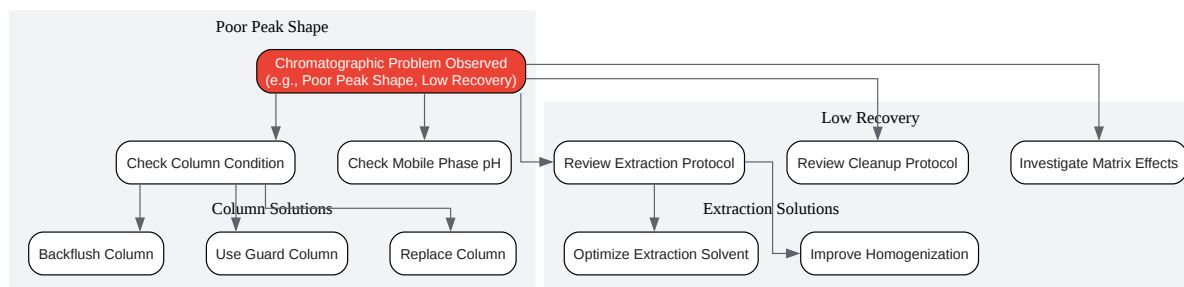 Poor Peak Shape
Chromatographic Problem Observed
(e.g., Poor Peak Shape, Low Recovery)
Low Recovery
Check Column Condition
Check Mobile Phase pH
Review Extraction Protocol
Review Cleanup Protocol
Investigate Matrix Effects
Column Solutions
Extraction Solutions
Backflush Column
Use Guard Column
Replace Column
Optimize Extraction Solvent
Improve Homogenization